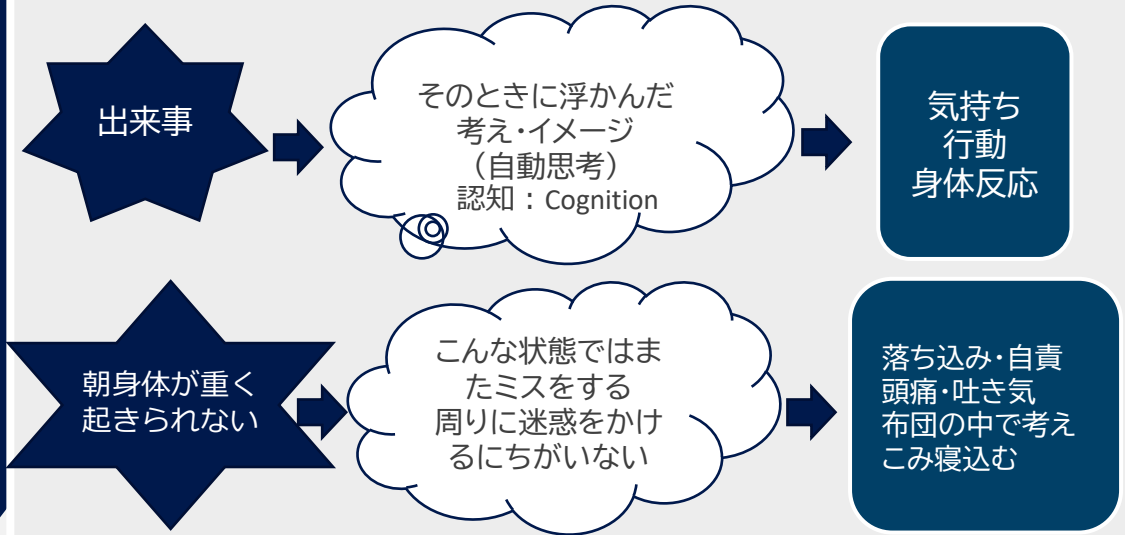 出来事
そのときに浮かんだ
考え・イメージ
（自動思考）
認知：Cognition
気持ち
行動
身体反応
朝身体が重く
起きられない
こんな状態ではま
たミスをする
周りに迷惑をかけ
るにちがいない
落ち込み・自責
頭痛・吐き気
布団の中で考え
こみ寝込む